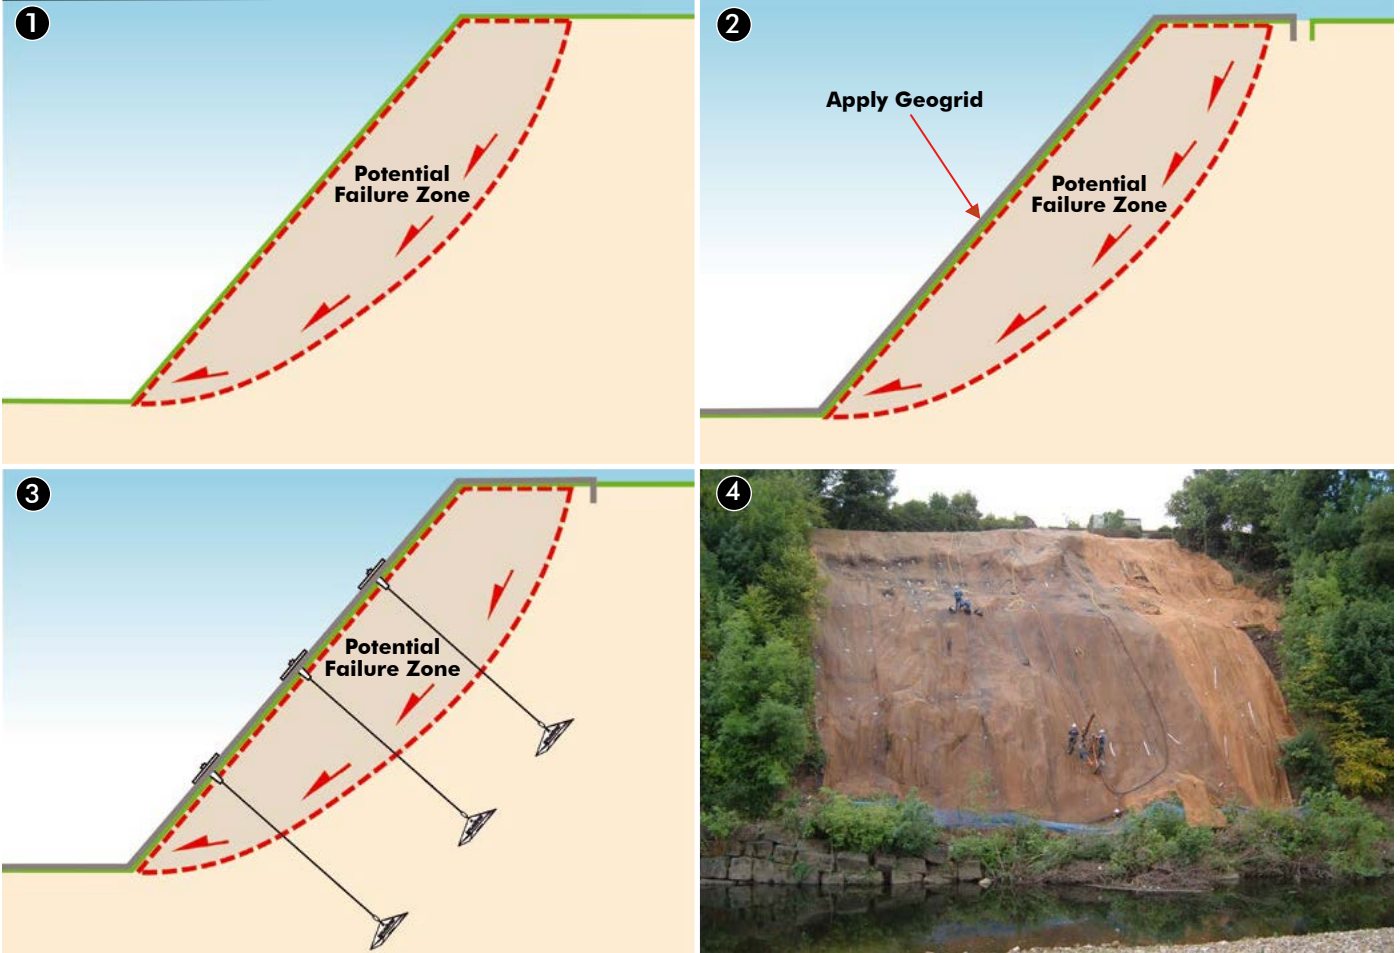 1
Potential
Failure Zone
2
Apply Geogrid
Potential
Failure Zone
3
Potential
Failure Zone
4